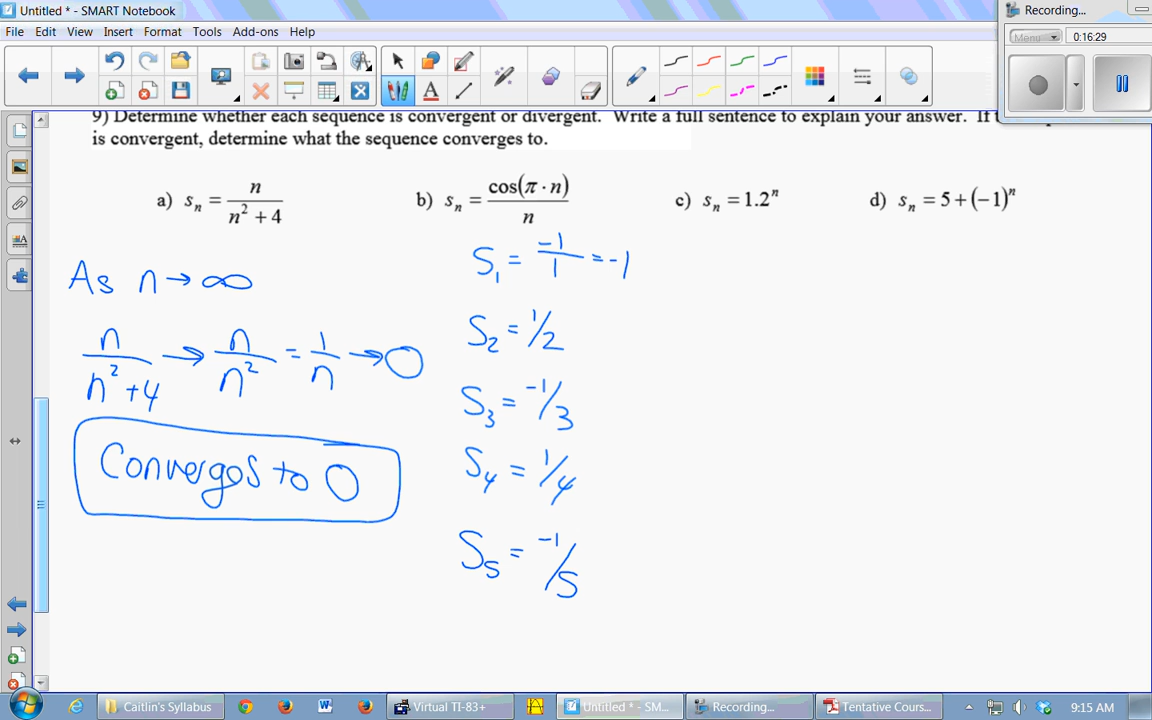 Untitled * - SMART Notebook
Recording...
File Edit View Insert Format Tools Add-ons Help
Menu
0:16:29
9) Determine whether each sequence is convergent or divergent. Write a full sentence to explain your answer. If
is convergent, determine what the sequence converges to.
a) sₙ = n / (n² + 4)
b) sₙ = cos(π · n) / n
c) sₙ = 1.2ⁿ
d) sₙ = 5 + (−1)ⁿ
As n → ∞
n / (n² + 4) → n / n² = 1 / n → 0
Converges to 0
S₁ = -1 / 1 = -1
S₂ = 1/2
S₃ = -1/3
S₄ = 1/4
S₅ = -1/5
Caitlin's Syllabus
Virtual TI-83+
Untitled * - SM...
Recording...
Tentative Cours...
9:15 AM